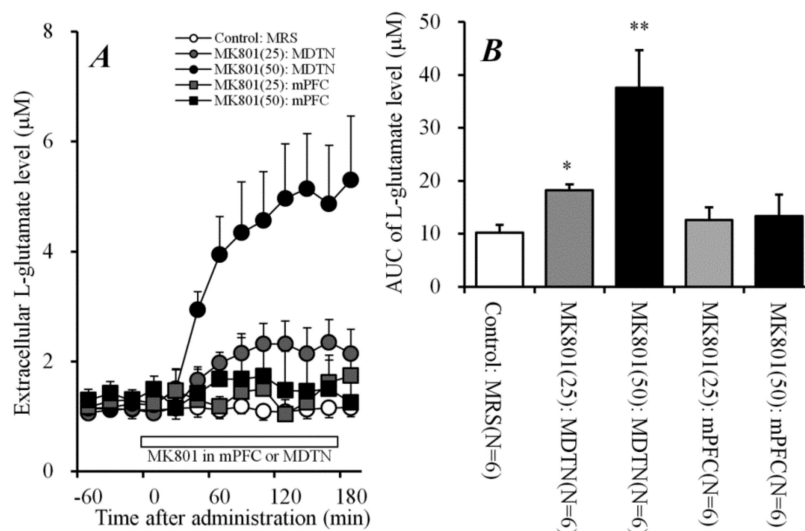 A
Control: MRS
MK801(25): MDTN
MK801(50): MDTN
MK801(25): mPFC
MK801(50): mPFC
Extracellular L-glutamate level (μM)
8
6
4
2
0
MK801 in mPFC or MDTN
-60 0 60 120 180
Time after administration (min)
B
*
**
AUC of L-glutamate level (μM)
50
40
30
20
10
0
Control: MRS(N=6)
MK801(25): MDTN(N=6)
MK801(50): MDTN(N=6)
MK801(25): mPFC(N=6)
MK801(50): mPFC(N=6)